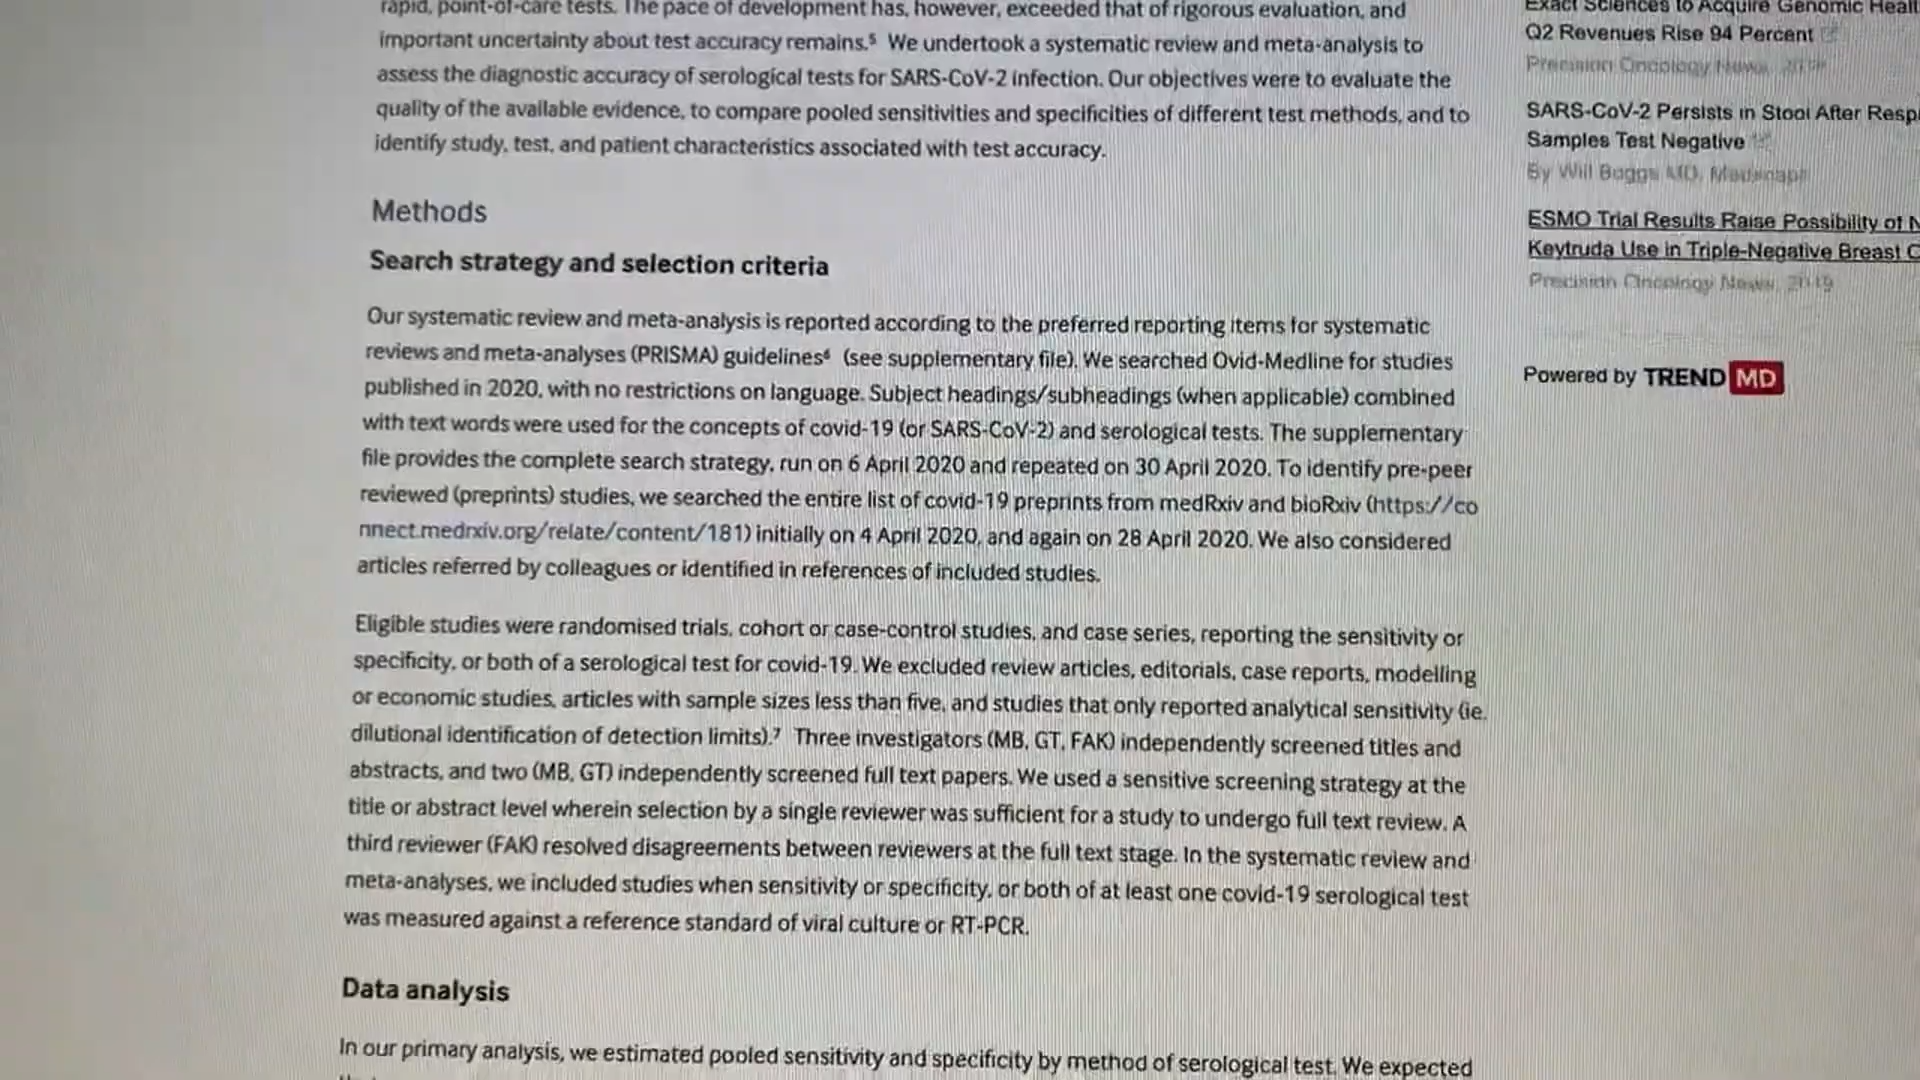 rapid, point-of-care tests. The pace of development has, however, exceeded that of rigorous evaluation, and
important uncertainty about test accuracy remains.⁵ We undertook a systematic review and meta-analysis to
assess the diagnostic accuracy of serological tests for SARS-CoV-2 infection. Our objectives were to evaluate the
quality of the available evidence, to compare pooled sensitivities and specificities of different test methods, and to
identify study, test, and patient characteristics associated with test accuracy.
Methods
Search strategy and selection criteria
Our systematic review and meta-analysis is reported according to the preferred reporting items for systematic
reviews and meta-analyses (PRISMA) guidelines⁶ (see supplementary file). We searched Ovid-Medline for studies
published in 2020, with no restrictions on language. Subject headings/subheadings (when applicable) combined
with text words were used for the concepts of covid-19 (or SARS-CoV-2) and serological tests. The supplementary
file provides the complete search strategy, run on 6 April 2020 and repeated on 30 April 2020. To identify pre-peer
reviewed (preprints) studies, we searched the entire list of covid-19 preprints from medRxiv and bioRxiv (https://co
nnect.medrxiv.org/relate/content/181) initially on 4 April 2020, and again on 28 April 2020. We also considered
articles referred by colleagues or identified in references of included studies.
Eligible studies were randomised trials, cohort or case-control studies, and case series, reporting the sensitivity or
specificity, or both of a serological test for covid-19. We excluded review articles, editorials, case reports, modelling
or economic studies, articles with sample sizes less than five, and studies that only reported analytical sensitivity (ie,
dilutional identification of detection limits).⁷ Three investigators (MB, GT, FAK) independently screened titles and
abstracts, and two (MB, GT) independently screened full text papers. We used a sensitive screening strategy at the
title or abstract level wherein selection by a single reviewer was sufficient for a study to undergo full text review. A
third reviewer (FAK) resolved disagreements between reviewers at the full text stage. In the systematic review and
meta-analyses, we included studies when sensitivity or specificity, or both of at least one covid-19 serological test
was measured against a reference standard of viral culture or RT-PCR.
Data analysis
In our primary analysis, we estimated pooled sensitivity and specificity by method of serological test. We expected
Exact Sciences to Acquire Genomic Healt
Q2 Revenues Rise 94 Percent
Precision Oncology News, 2019
SARS-CoV-2 Persists in Stool After Respi
Samples Test Negative
By Will Boggs MD, Medscape
ESMO Trial Results Raise Possibility of N
Keytruda Use in Triple-Negative Breast C
Precision Oncology News, 2019
Powered by TREND MD